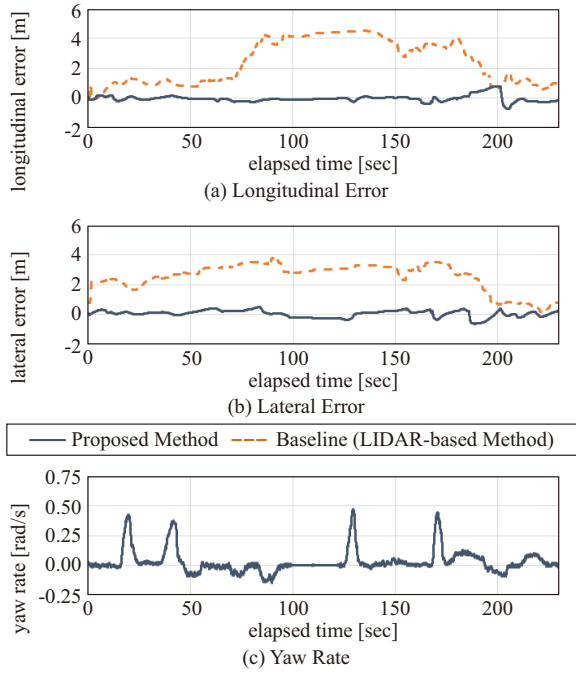 longitudinal error [m]
6
4
2
0
-2
0
50
100
150
200
elapsed time [sec]
(a) Longitudinal Error
lateral error [m]
6
4
2
0
-2
0
50
100
150
200
elapsed time [sec]
(b) Lateral Error
Proposed Method
Baseline (LIDAR-based Method)
yaw rate [rad/s]
0.75
0.50
0.25
0.00
-0.25
0
50
100
150
200
elapsed time [sec]
(c) Yaw Rate